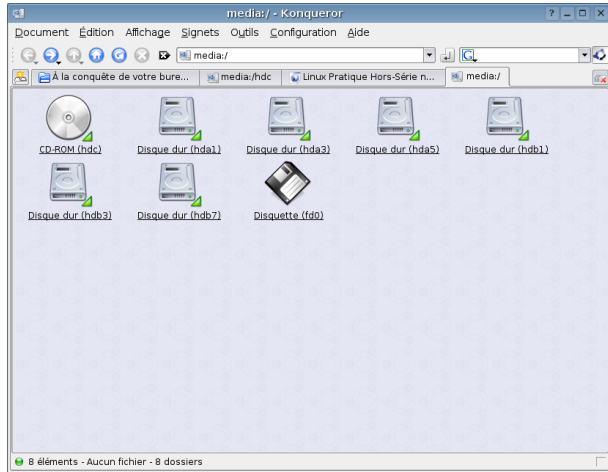 media:/ - Konqueror
Document Édition Affichage Signets Outils Configuration Aide
media:/
À la conquête de votre bure... media:/hdc Linux Pratique Hors-Série n... media:/
CD-ROM (hdc) Disque dur (hda1) Disque dur (hda3) Disque dur (hda5) Disque dur (hdb1)
Disque dur (hdb3) Disque dur (hdb7) Disquette (fd0)
8 éléments - Aucun fichier - 8 dossiers